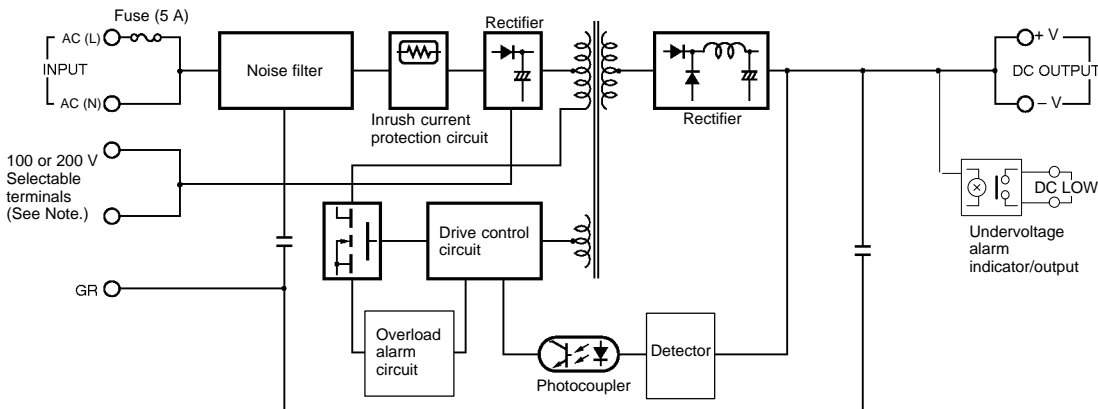 Fuse (5 A)
AC (L)
INPUT
AC (N)
Noise filter
Inrush current
protection circuit
Rectifier
Rectifier
+ V
DC OUTPUT
– V
100 or 200 V
Selectable
terminals
(See Note.)
DC LOW
Undervoltage
alarm
indicator/output
Drive control
circuit
GR
Overload
alarm
circuit
Photocoupler
Detector